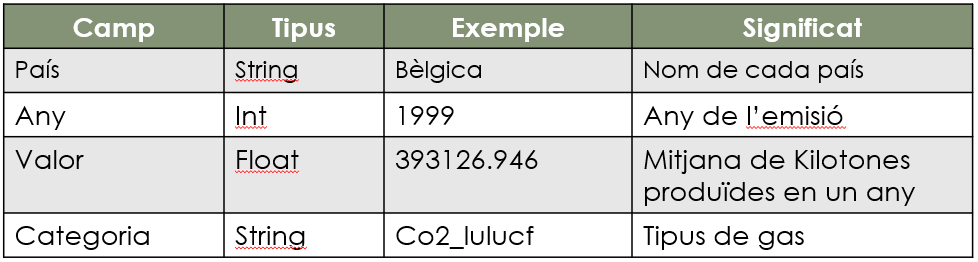 Camp Tipus Exemple Significat
País String Bèlgica Nom de cada país
Any Int 1999 Any de l'emisió
Valor Float 393126.946 Mitjana de Kilotones
produïdes en un any
Categoria String Co2_lulucf Tipus de gas